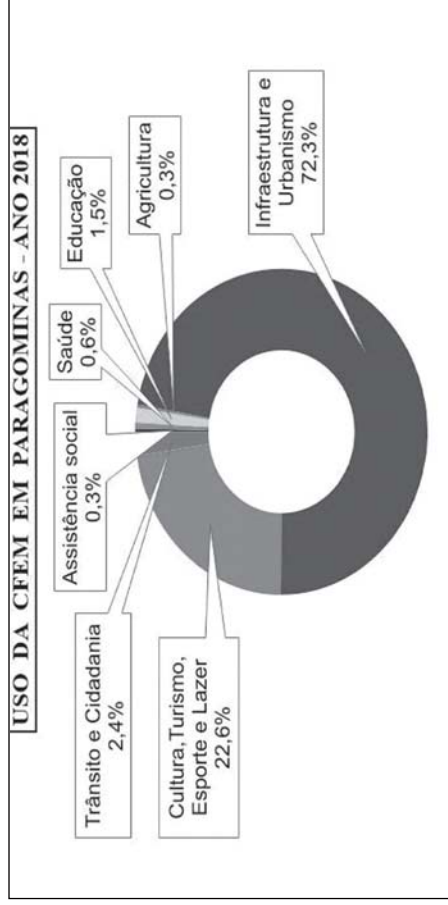 USO DA CFEM EM PARAGOMINAS - ANO 2018
Trânsito e Cidadania
2,4%
Assistência social
0,3%
Saúde
0,6%
Educação
1,5%
Agricultura
0,3%
Cultura,Turismo,
Esporte e Lazer
22,6%
Infraestrutura e
Urbanismo
72,3%